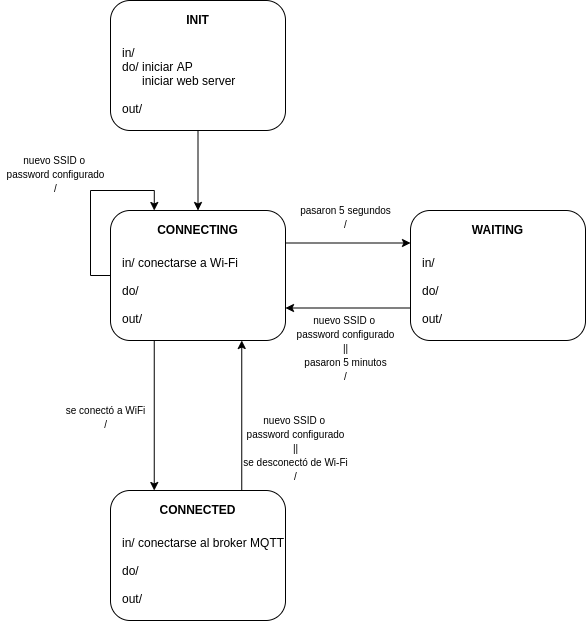 INIT
in/
do/ iniciar AP
iniciar web server
out/
nuevo SSID o
password configurado
/
CONNECTING
in/ conectarse a Wi-Fi
do/
out/
pasaron 5 segundos
/
WAITING
in/
do/
out/
nuevo SSID o
password configurado
||
pasaron 5 minutos
/
se conectó a WiFi
/
nuevo SSID o
password configurado
||
se desconectó de Wi-Fi
/
CONNECTED
in/ conectarse al broker MQTT
do/
out/